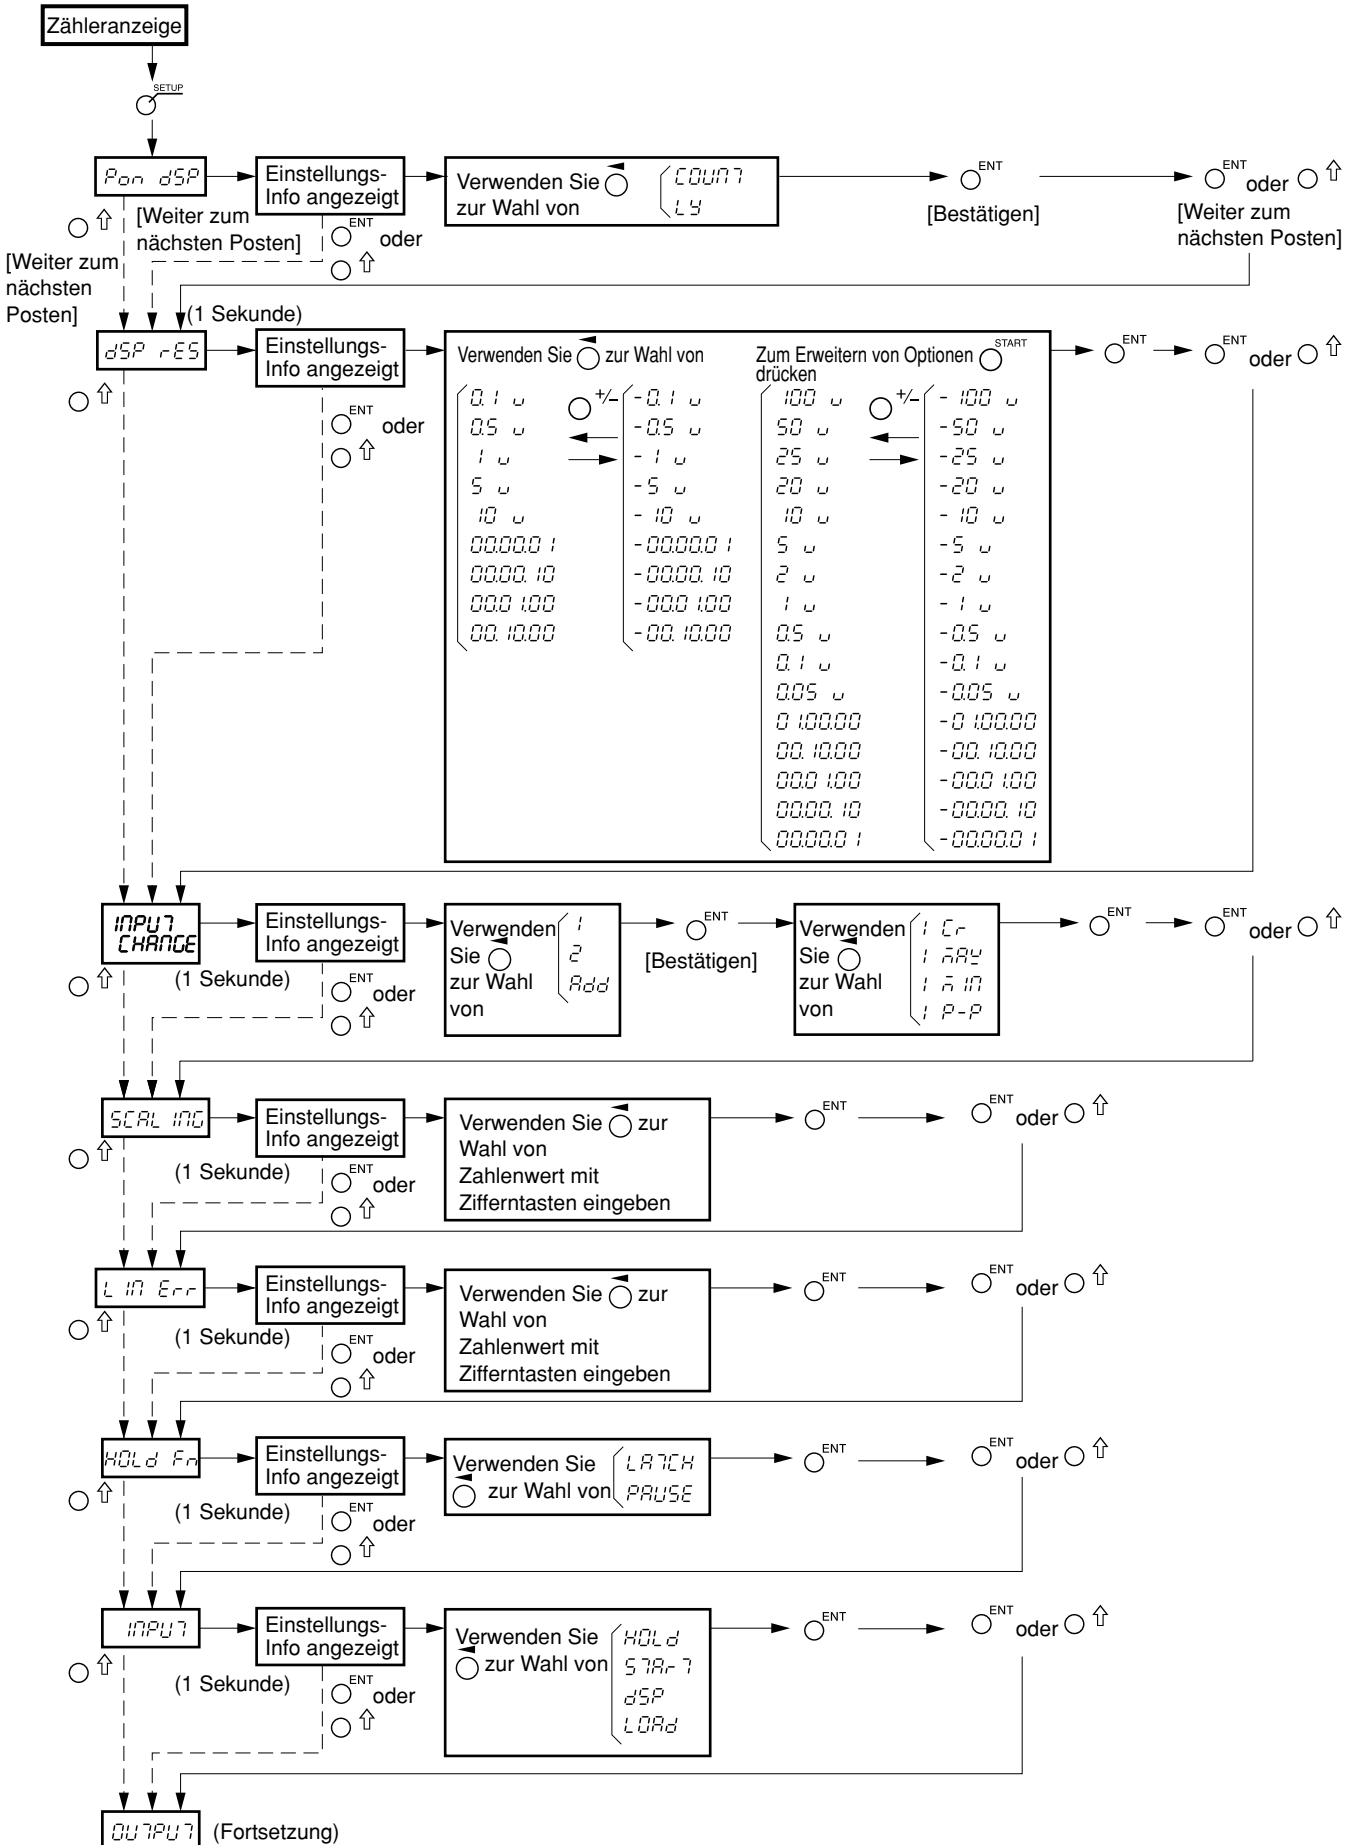 Zähleranzeige
SETUP
Pon dSP
Einstellungs-
Info angezeigt
Verwenden Sie
zur Wahl von
COUNT
LY
ENT
[Bestätigen]
ENT
oder
[Weiter zum
nächsten Posten]
[Weiter zum
nächsten Posten]
ENT
oder
[Weiter zum
nächsten
Posten]
(1 Sekunde)
dSP rES
Einstellungs-
Info angezeigt
ENT
oder
Verwenden Sie zur Wahl von
0.1 u
0.5 u
1 u
5 u
10 u
00.00.01
00.00.10
00.01.00
00.10.00
+/–
-0.1 u
-0.5 u
-1 u
-5 u
-10 u
-00.00.01
-00.00.10
-00.01.00
-00.10.00
Zum Erweitern von Optionen START
drücken
100 u
50 u
25 u
20 u
10 u
5 u
2 u
1 u
0.5 u
0.1 u
0.05 u
01.00.00
00.10.00
00.01.00
00.00.10
00.00.01
+/–
-100 u
-50 u
-25 u
-20 u
-10 u
-5 u
-2 u
-1 u
-0.5 u
-0.1 u
-0.05 u
-01.00.00
-00.10.00
-00.01.00
-00.00.10
-00.00.01
ENT
ENT
oder
INPUT
CHANGE
(1 Sekunde)
Einstellungs-
Info angezeigt
ENT
oder
Verwenden
Sie
zur Wahl
von
1
2
Add
ENT
[Bestätigen]
Verwenden
Sie
zur Wahl
von
1 Cr
1 MAY
1 MIN
1 P-P
ENT
ENT
oder
SCALING
(1 Sekunde)
Einstellungs-
Info angezeigt
ENT
oder
Verwenden Sie zur
Wahl von
Zahlenwert mit
Zifferntasten eingeben
ENT
ENT
oder
LIN Err
(1 Sekunde)
Einstellungs-
Info angezeigt
ENT
oder
Verwenden Sie zur
Wahl von
Zahlenwert mit
Zifferntasten eingeben
ENT
ENT
oder
HOLd Fn
(1 Sekunde)
Einstellungs-
Info angezeigt
ENT
oder
Verwenden Sie
zur Wahl von
LATCH
PAUSE
ENT
ENT
oder
INPUT
(1 Sekunde)
Einstellungs-
Info angezeigt
ENT
oder
Verwenden Sie
zur Wahl von
HOLd
STArT
dSP
LOAd
ENT
ENT
oder
OUTPUT
(Fortsetzung)